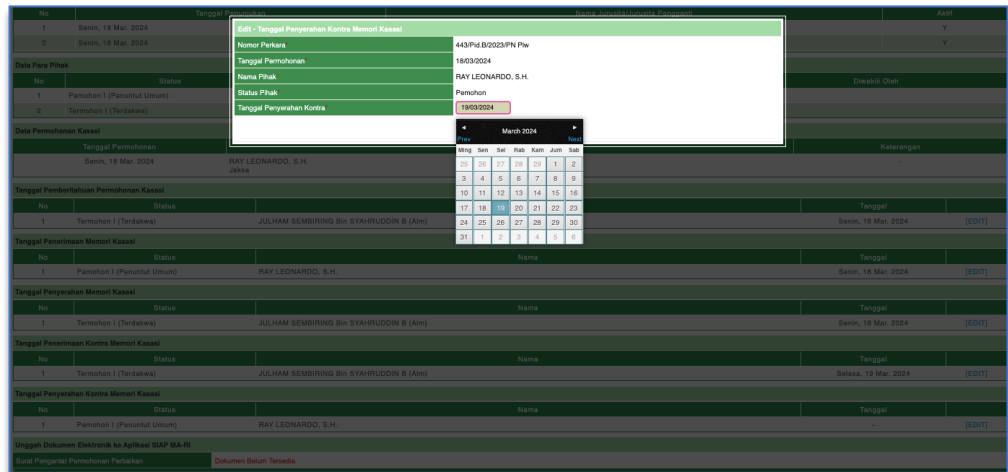 No Tanggal Penunjukan Nama Jurusita/Jurusita Pengganti Aktif
1 Senin, 18 Mar. 2024 Y
2 Senin, 18 Mar. 2024 Y
Edit - Tanggal Penyerahan Kontra Memori Kasasi
Nomor Perkara 443/Pid.B/2023/PN Plw
Tanggal Permohonan 18/03/2024
Nama Pihak RAY LEONARDO, S.H.
Status Pihak Pemohon
Tanggal Penyerahan Kontra 19/03/2024
Prev March 2024 Next
Ming Sen Sel Rab Kam Jum Sab
25 26 27 28 29 1 2
3 4 5 6 7 8 9
10 11 12 13 14 15 16
17 18 19 20 21 22 23
24 25 26 27 28 29 30
31 1 2 3 4 5 6
Data Para Pihak
No Status Diwakili Oleh
1 Pemohon I (Penuntut Umum)
2 Termohon I (Terdakwa)
Data Permohonan Kasasi
Tanggal Permohonan Keterangan
Senin, 18 Mar. 2024 RAY LEONARDO, S.H. -
Jaksa
Tanggal Pemberitahuan Permohonan Kasasi
No Status Tanggal
1 Termohon I (Terdakwa) JULHAM SEMBIRING Bin SYAHRUDDIN B (Alm) Senin, 18 Mar. 2024 [EDIT]
Tanggal Penerimaan Memori Kasasi
No Status Nama Tanggal
1 Pemohon I (Penuntut Umum) RAY LEONARDO, S.H. Senin, 18 Mar. 2024 [EDIT]
Tanggal Penyerahan Memori Kasasi
No Status Nama Tanggal
1 Termohon I (Terdakwa) JULHAM SEMBIRING Bin SYAHRUDDIN B (Alm) Senin, 18 Mar. 2024 [EDIT]
Tanggal Penerimaan Kontra Memori Kasasi
No Status Nama Tanggal
1 Termohon I (Terdakwa) JULHAM SEMBIRING Bin SYAHRUDDIN B (Alm) Selasa, 19 Mar. 2024 [EDIT]
Tanggal Penyerahan Kontra Memori Kasasi
No Status Nama Tanggal
1 Pemohon I (Penuntut Umum) RAY LEONARDO, S.H. - [EDIT]
Unggah Dokumen Elektronik ke Aplikasi SIAP MA-RI
Surat Pengantar Permohonan Perbaikan Dokumen Belum Tersedia